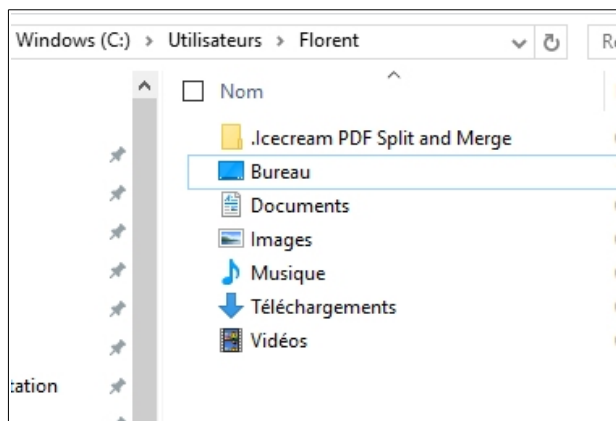 Windows (C:) > Utilisateurs > Florent
Nom
.Icecream PDF Split and Merge
Bureau
Documents
Images
Musique
Téléchargements
Vidéos
tation